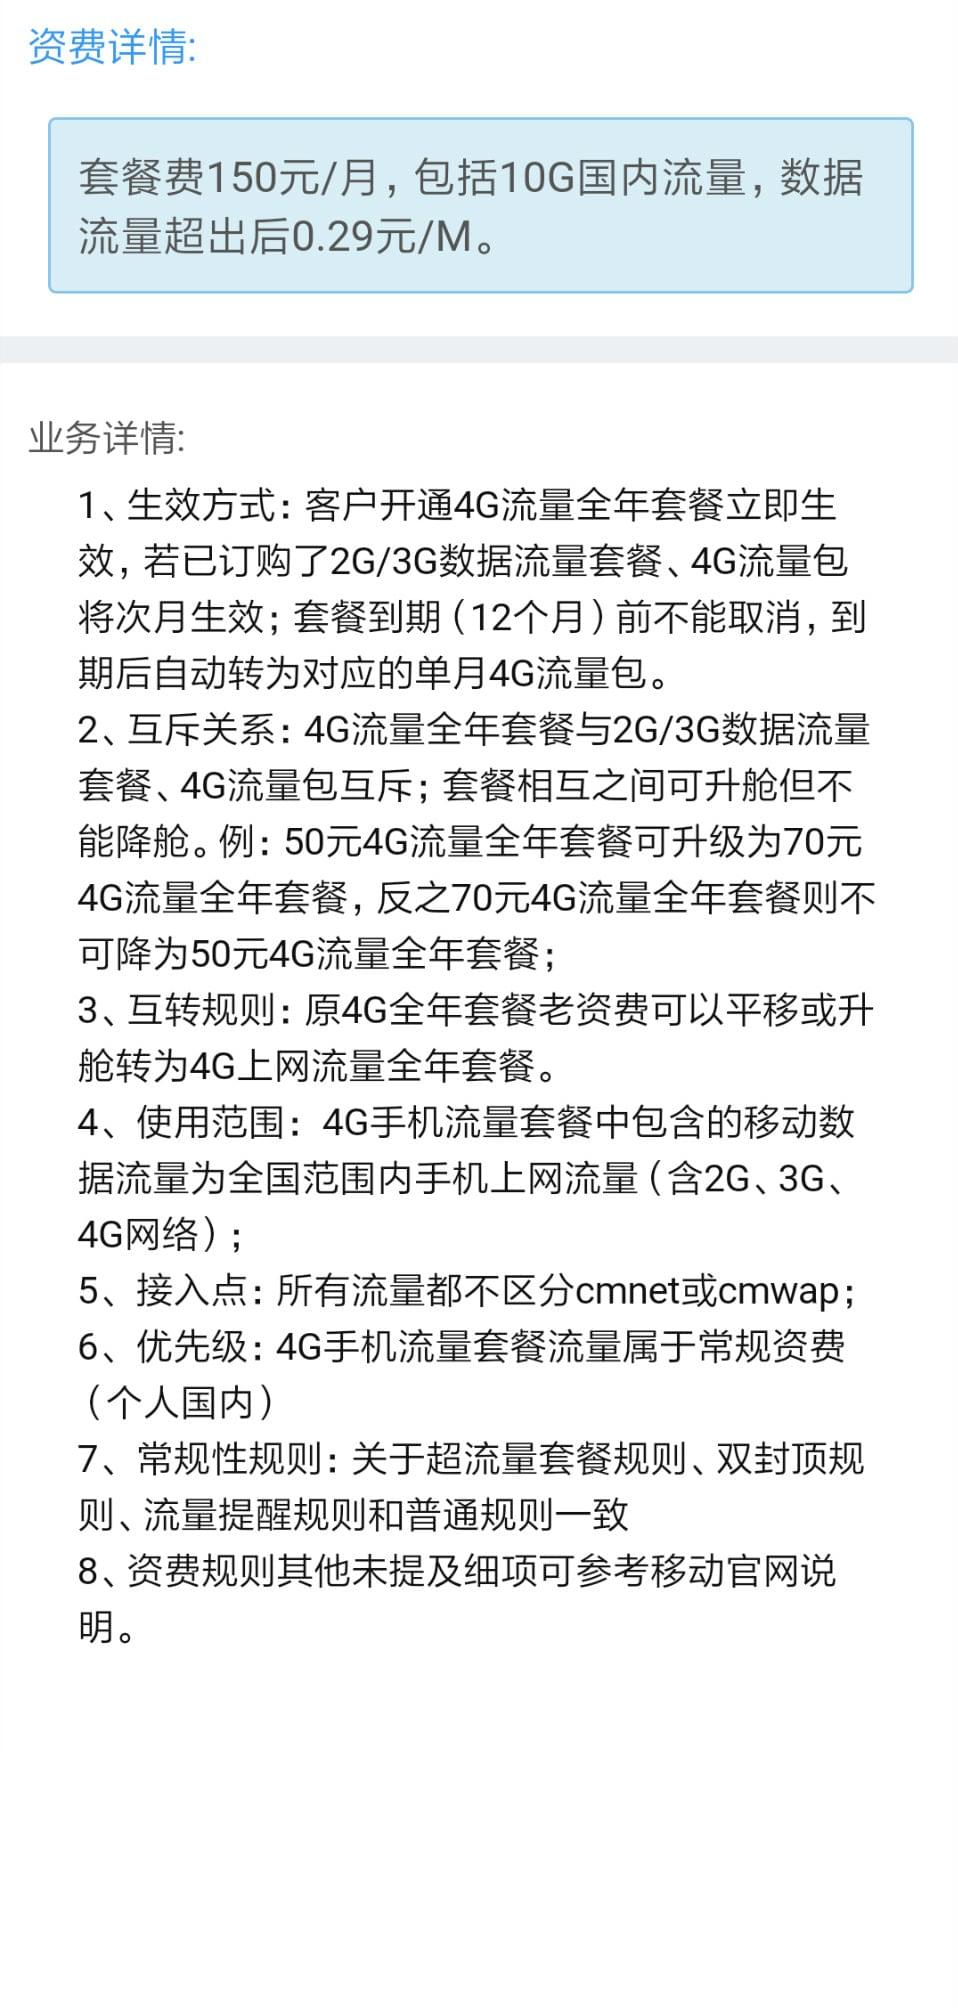 资费详情:
套餐费150元/月，包括10G国内流量，数据
流量超出后0.29元/M。
业务详情:
1、生效方式：客户开通4G流量全年套餐立即生
效，若已订购了2G/3G数据流量套餐、4G流量包
将次月生效；套餐到期（12个月）前不能取消，到
期后自动转为对应的单月4G流量包。
2、互斥关系：4G流量全年套餐与2G/3G数据流量
套餐、4G流量包互斥；套餐相互之间可升舱但不
能降舱。例：50元4G流量全年套餐可升级为70元
4G流量全年套餐，反之70元4G流量全年套餐则不
可降为50元4G流量全年套餐；
3、互转规则：原4G全年套餐老资费可以平移或升
舱转为4G上网流量全年套餐。
4、使用范围：4G手机流量套餐中包含的移动数
据流量为全国范围内手机上网流量（含2G、3G、
4G网络）；
5、接入点：所有流量都不区分cmnet或cmwap；
6、优先级：4G手机流量套餐流量属于常规资费
（个人国内）
7、常规性规则：关于超流量套餐规则、双封顶规
则、流量提醒规则和普通规则一致
8、资费规则其他未提及细项可参考移动官网说
明。